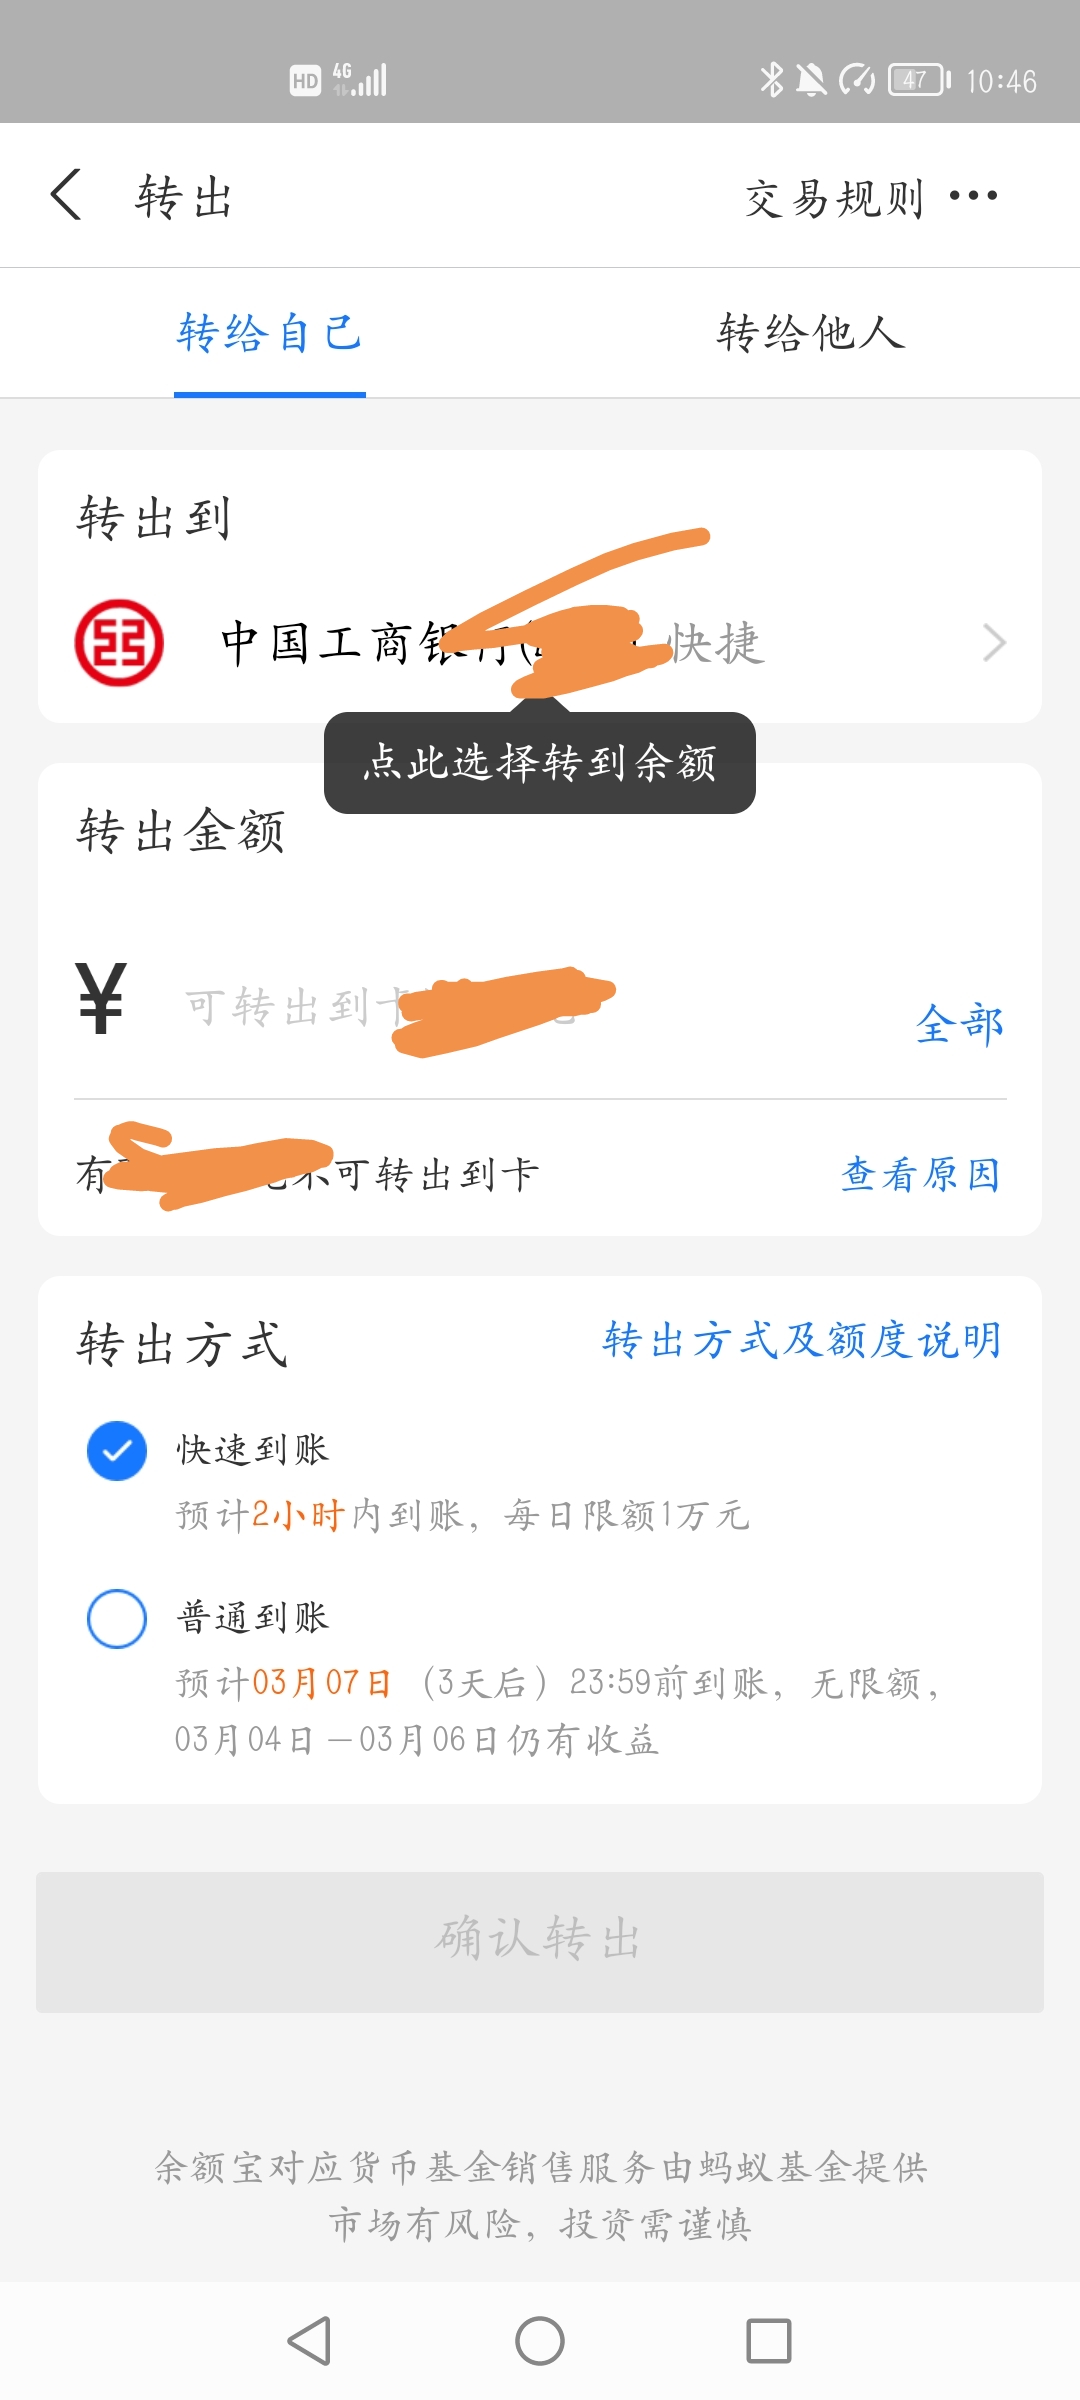 HD 4G 47 10:46
转出 交易规则
转给自己 转给他人
转出到
中国工商银行( 快捷
点此选择转到余额
转出金额
¥ 可转出到卡
全部
有 不可转出到卡 查看原因
转出方式 转出方式及额度说明
快速到账
预计2小时内到账，每日限额1万元
普通到账
预计03月07日（3天后）23:59前到账，无限额，
03月04日－03月06日仍有收益
确认转出
余额宝对应货币基金销售服务由蚂蚁基金提供
市场有风险，投资需谨慎